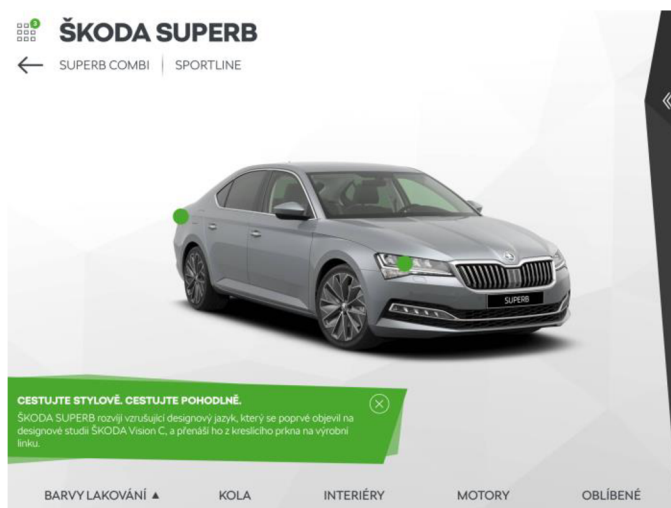 3
ŠKODA SUPERB
SUPERB COMBI
SPORTLINE
SUPERB
CESTUJTE STYLOVĚ. CESTUJTE POHODLNĚ.
ŠKODA SUPERB rozvíjí vzrušující designový jazyk, který se poprvé objevil na
designové studii ŠKODA Vision C, a přenáší ho z kreslicího prkna na výrobní
linku.
BARVY LAKOVÁNÍ ▲
KOLA
INTERIÉRY
MOTORY
OBLÍBENÉ